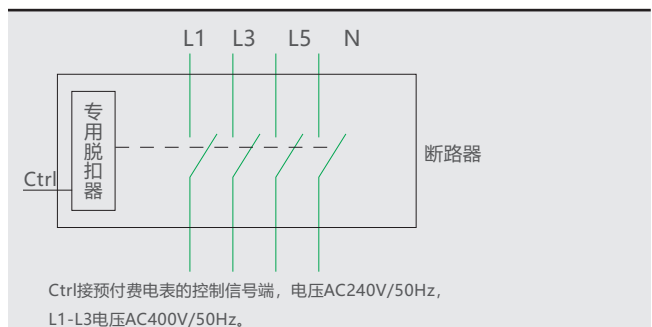 L1 L3 L5 N
专用脱扣器
断路器
Ctrl
Ctrl接预付费电表的控制信号端，电压AC240V/50Hz，
L1-L3电压AC400V/50Hz。